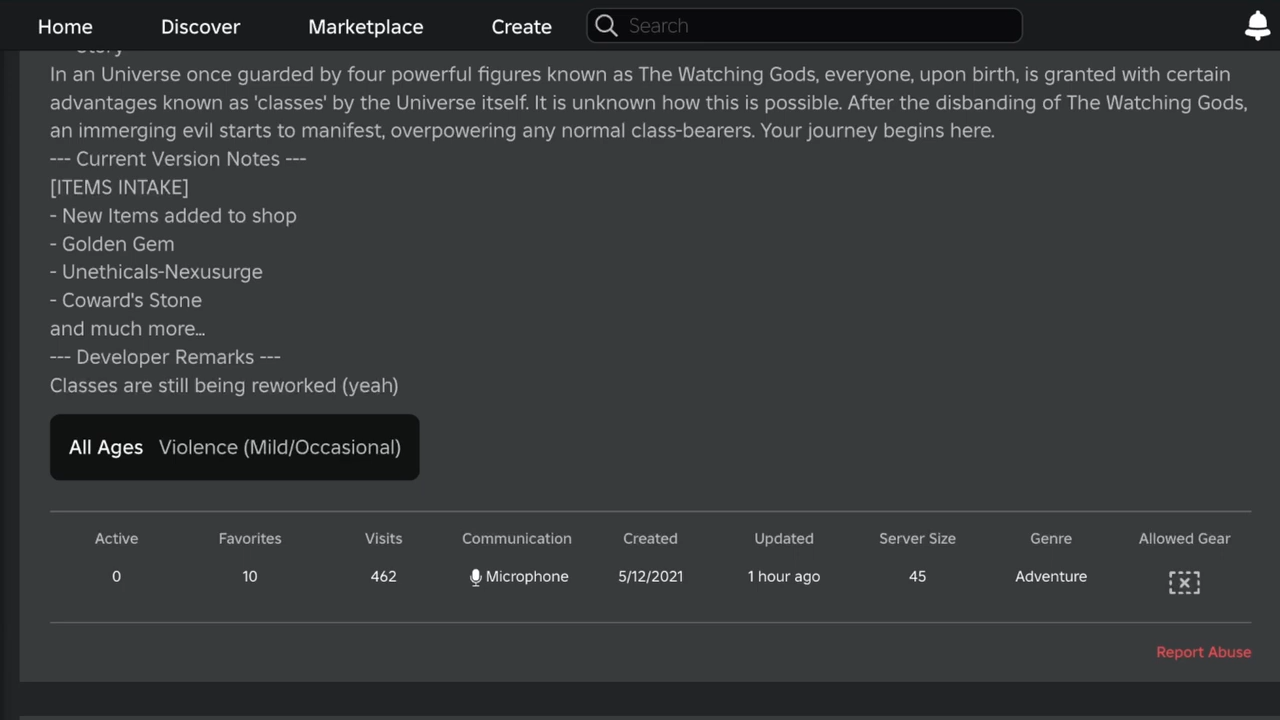 Home Discover Marketplace Create Search
Story
In an Universe once guarded by four powerful figures known as The Watching Gods, everyone, upon birth, is granted with certain
advantages known as 'classes' by the Universe itself. It is unknown how this is possible. After the disbanding of The Watching Gods,
an immerging evil starts to manifest, overpowering any normal class-bearers. Your journey begins here.
--- Current Version Notes ---
[ITEMS INTAKE]
- New Items added to shop
- Golden Gem
- Unethicals-Nexusurge
- Coward's Stone
and much more...
--- Developer Remarks ---
Classes are still being reworked (yeah)
All Ages Violence (Mild/Occasional)
Active Favorites Visits Communication Created Updated Server Size Genre Allowed Gear
0 10 462 Microphone 5/12/2021 1 hour ago 45 Adventure
Report Abuse